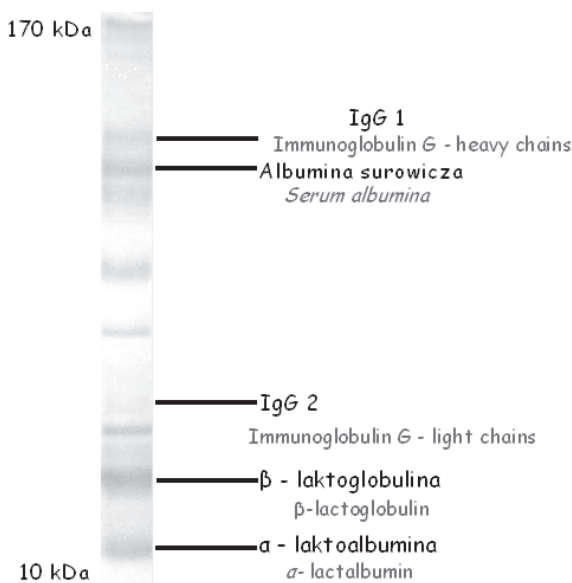 170 kDa
IgG 1
Immunoglobulin G - heavy chains
Albumina surowicza
Serum albumina
IgG 2
Immunoglobulin G - light chains
β - laktoglobulina
β-lactoglobulin
α - laktoalbumina
10 kDa
α- lactalbumin